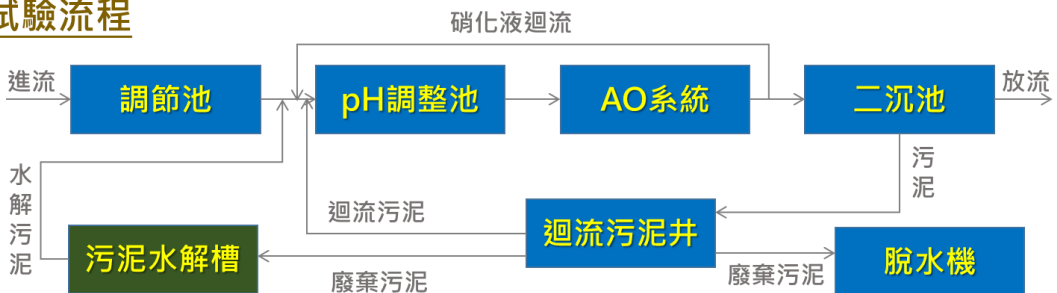 試驗流程
硝化液迴流
進流
調節池
pH調整池
AO系統
二沉池
放流
水解污泥
迴流污泥
污泥
污泥水解槽
廢棄污泥
迴流污泥井
廢棄污泥
脫水機